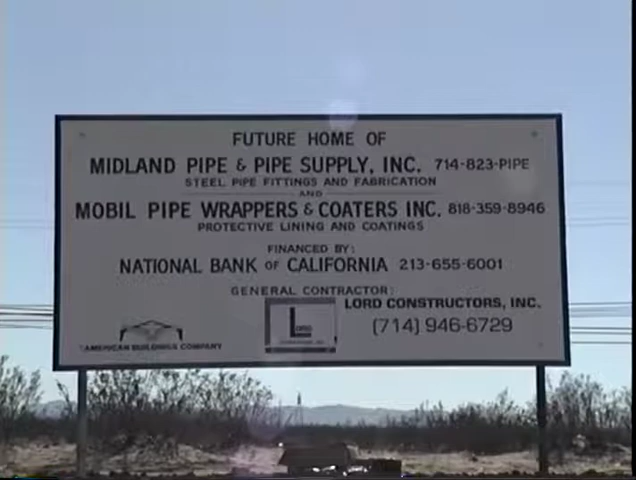 FUTURE HOME OF
MIDLAND PIPE & PIPE SUPPLY, INC. 714-823-PIPE
STEEL PIPE FITTINGS AND FABRICATION
AND
MOBIL PIPE WRAPPERS & COATERS INC. 818-359-8946
PROTECTIVE LINING AND COATINGS
FINANCED BY:
NATIONAL BANK OF CALIFORNIA 213-655-6001
GENERAL CONTRACTOR:
LORD CONSTRUCTORS, INC.
L LORD
(714) 946-6729
AMERICAN BUILDINGS COMPANY